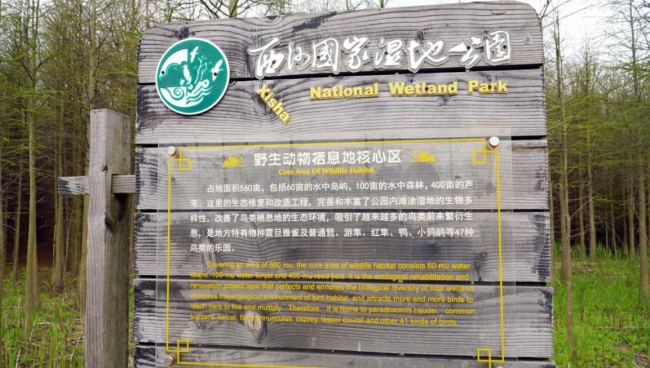 西沙國家濕地公園
Xisha National Wetland Park
野生动物栖息地核心区
Core Area Of Wildlife Habitat
占地面积560亩，包括60亩的水中岛屿，100亩的水中森林，400亩的芦
苇。这里的生态修复和改造工程，完善和丰富了公园内滩涂湿地的生物多
样性，改善了鸟类栖息地的生态环境，吸引了越来越多的鸟类前来繁衍生
息，是地方特有物种震旦雅雀及普通鵟、游隼、红隼、鸭、小鸦鹃等47种
鸟类的乐园。
Covering an area of 560 mu, the core area of wildlife habitat consists 60-mu water
island, 100-mu water forest and 400-mu reed field. It is the ecological rehabilitation and
renovation project here that perfects and enriches the biological diversity of tidal wetland,
the ecological environment of bird habitat, and attracts more and more birds to
reach here to live and multiply. Therefore, it is home to paradoxornis heudei, common
buzzard, tiercel, falco tinnunculus, osprey, lesser coucal and other 41 kinds of birds.